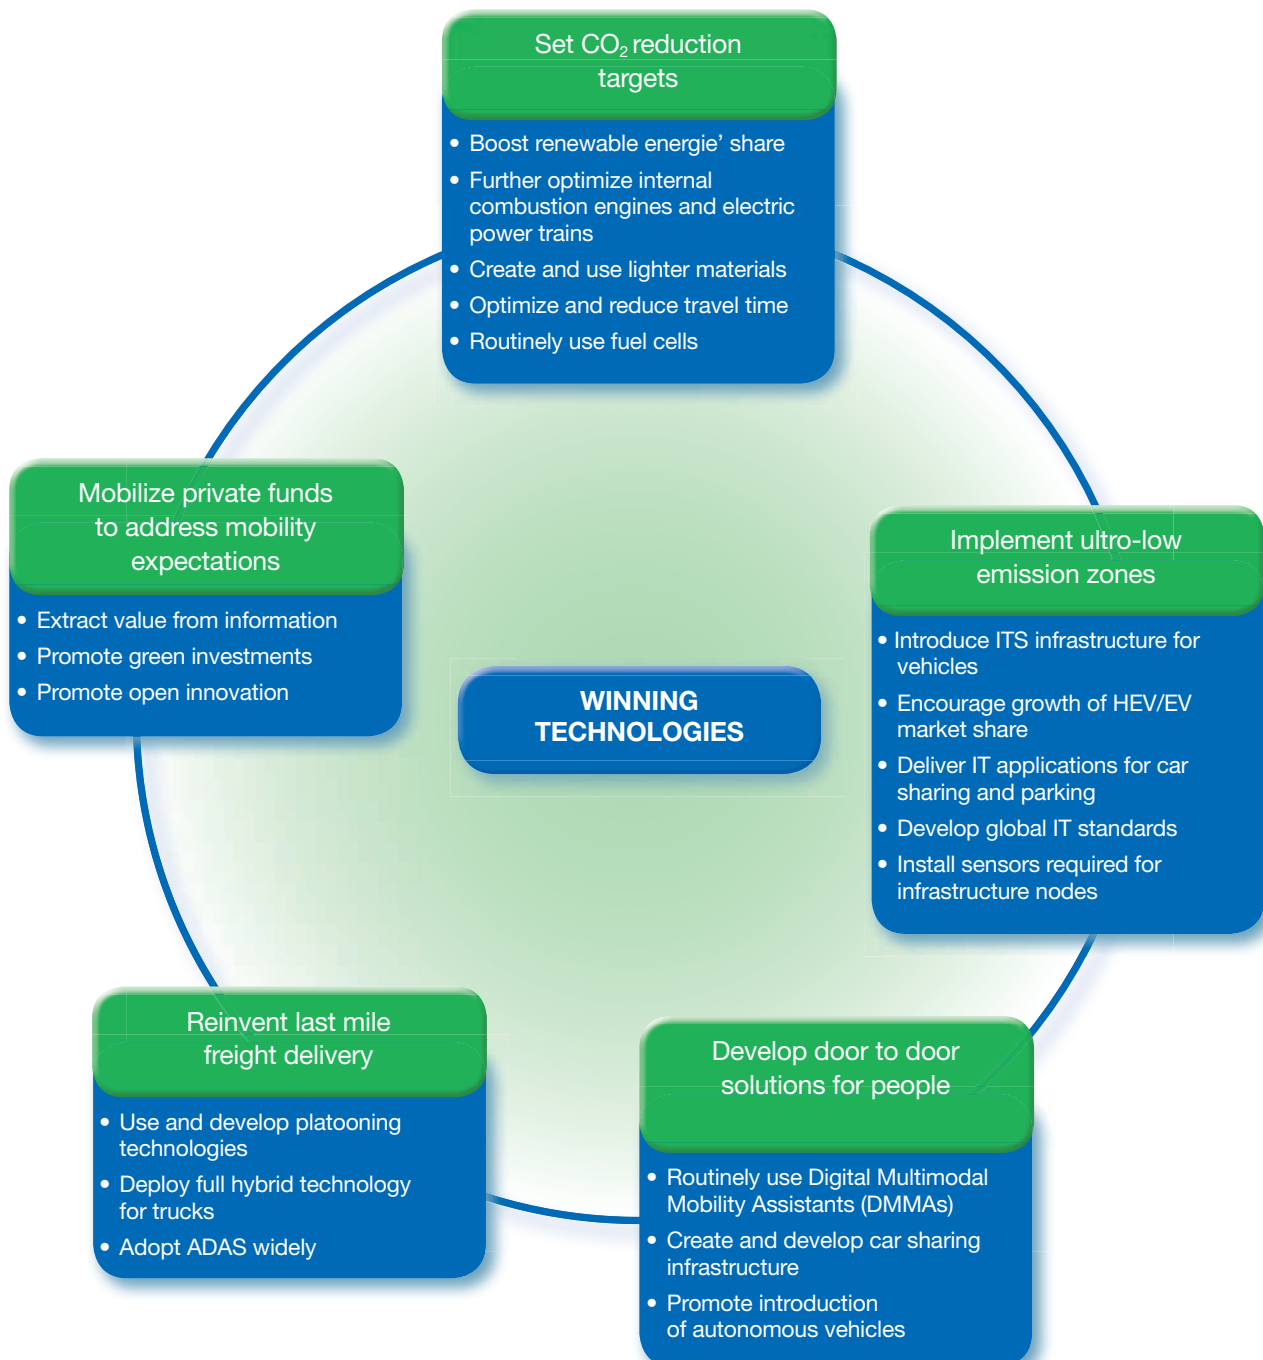 Set CO₂ reduction
targets
• Boost renewable energie’ share
• Further optimize internal
combustion engines and electric
power trains
• Create and use lighter materials
• Optimize and reduce travel time
• Routinely use fuel cells
Mobilize private funds
to address mobility
expectations
• Extract value from information
• Promote green investments
• Promote open innovation
Implement ultro-low
emission zones
• Introduce ITS infrastructure for
vehicles
• Encourage growth of HEV/EV
market share
• Deliver IT applications for car
sharing and parking
• Develop global IT standards
• Install sensors required for
infrastructure nodes
WINNING
TECHNOLOGIES
Reinvent last mile
freight delivery
• Use and develop platooning
technologies
• Deploy full hybrid technology
for trucks
• Adopt ADAS widely
Develop door to door
solutions for people
• Routinely use Digital Multimodal
Mobility Assistants (DMMAs)
• Create and develop car sharing
infrastructure
• Promote introduction
of autonomous vehicles